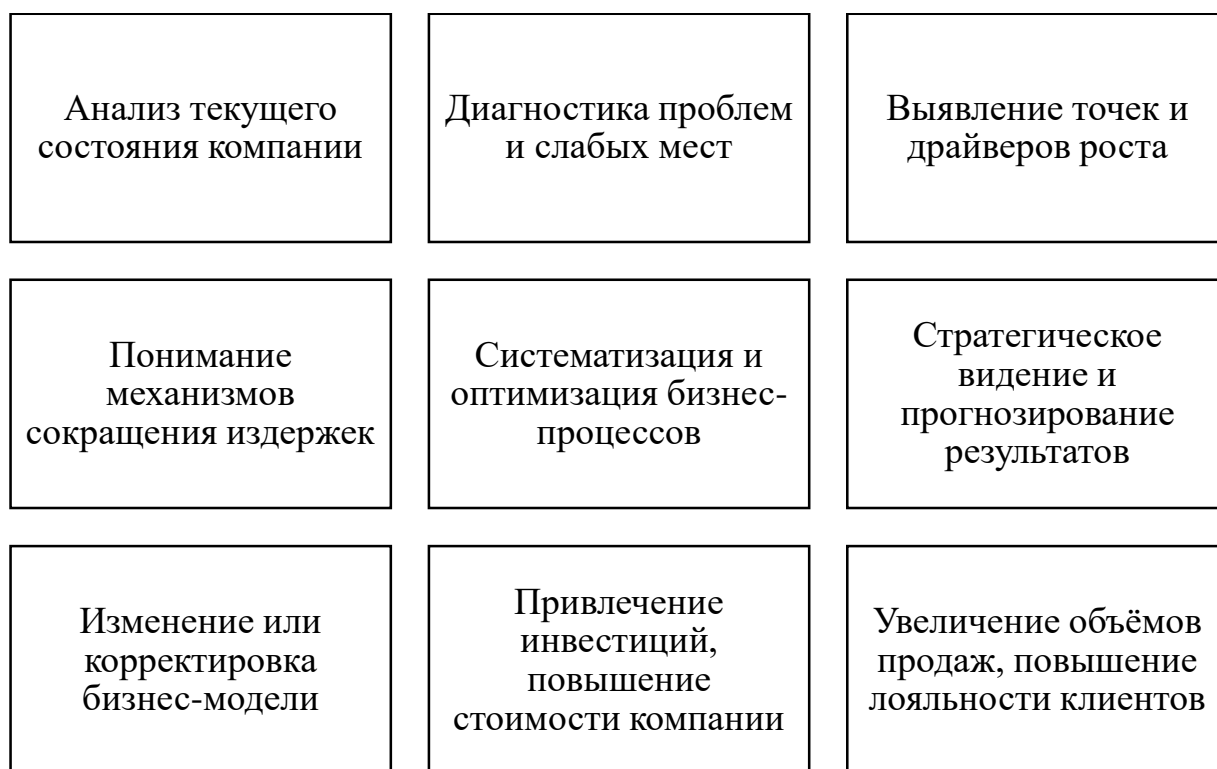 Анализ текущего
состояния компании
Диагностика проблем
и слабых мест
Выявление точек и
драйверов роста
Понимание
механизмов
сокращения издержек
Систематизация и
оптимизация бизнес-
процессов
Стратегическое
видение и
прогнозирование
результатов
Изменение или
корректировка
бизнес-модели
Привлечение
инвестиций,
повышение
стоимости компании
Увеличение объёмов
продаж, повышение
лояльности клиентов